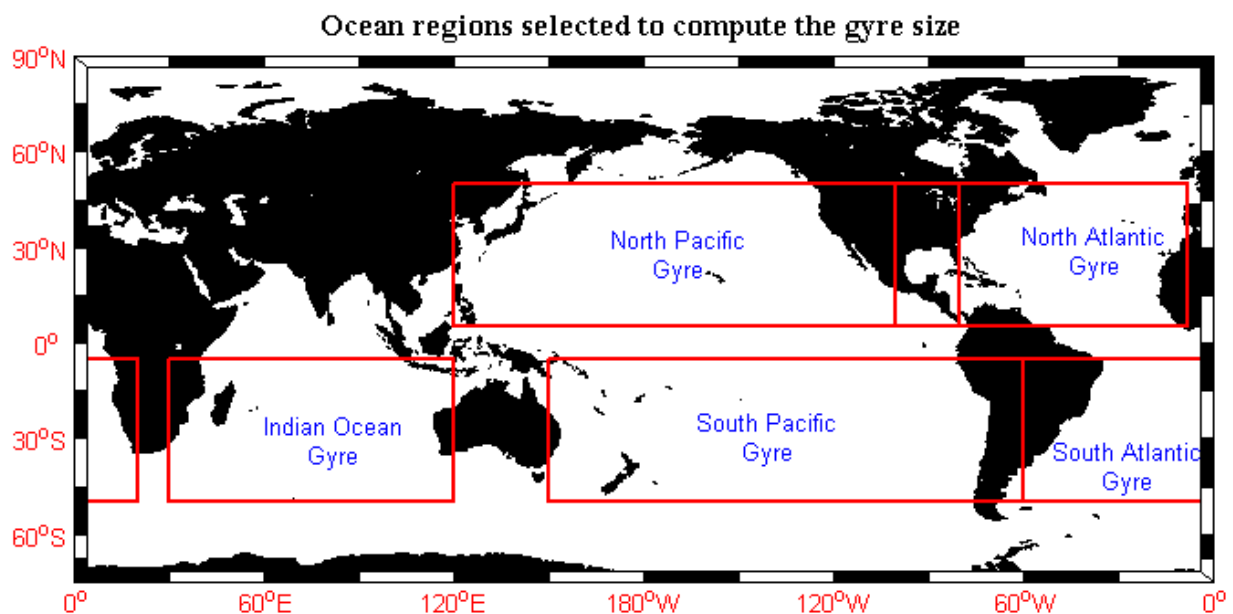 Ocean regions selected to compute the gyre size
90°N
60°N
30°N
0°
30°S
60°S
North Pacific
Gyre
North Atlantic
Gyre
Indian Ocean
Gyre
South Pacific
Gyre
South Atlantic
Gyre
0°
60°E
120°E
180°W
120°W
60°W
0°